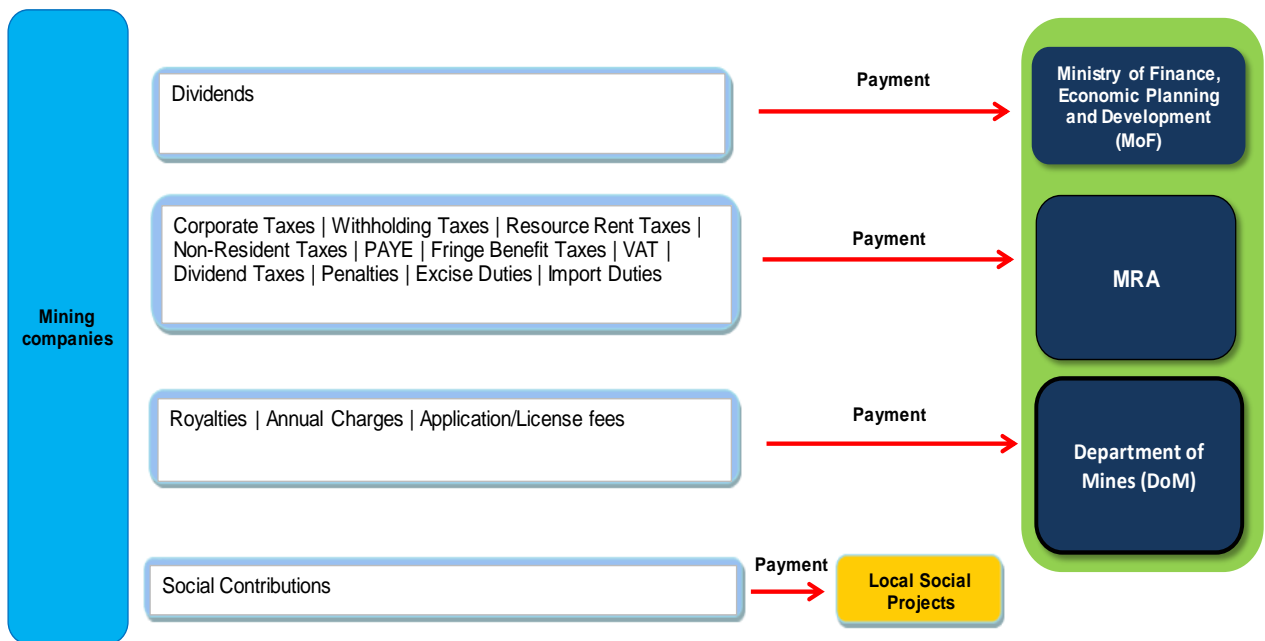 Mining
companies
Dividends
Payment
Ministry of Finance,
Economic Planning
and Development
(MoF)
Corporate Taxes | Withholding Taxes | Resource Rent Taxes |
Non-Resident Taxes | PAYE | Fringe Benefit Taxes | VAT |
Dividend Taxes | Penalties | Excise Duties | Import Duties
Payment
MRA
Royalties | Annual Charges | Application/License fees
Payment
Department of
Mines (DoM)
Social Contributions
Payment
Local Social
Projects